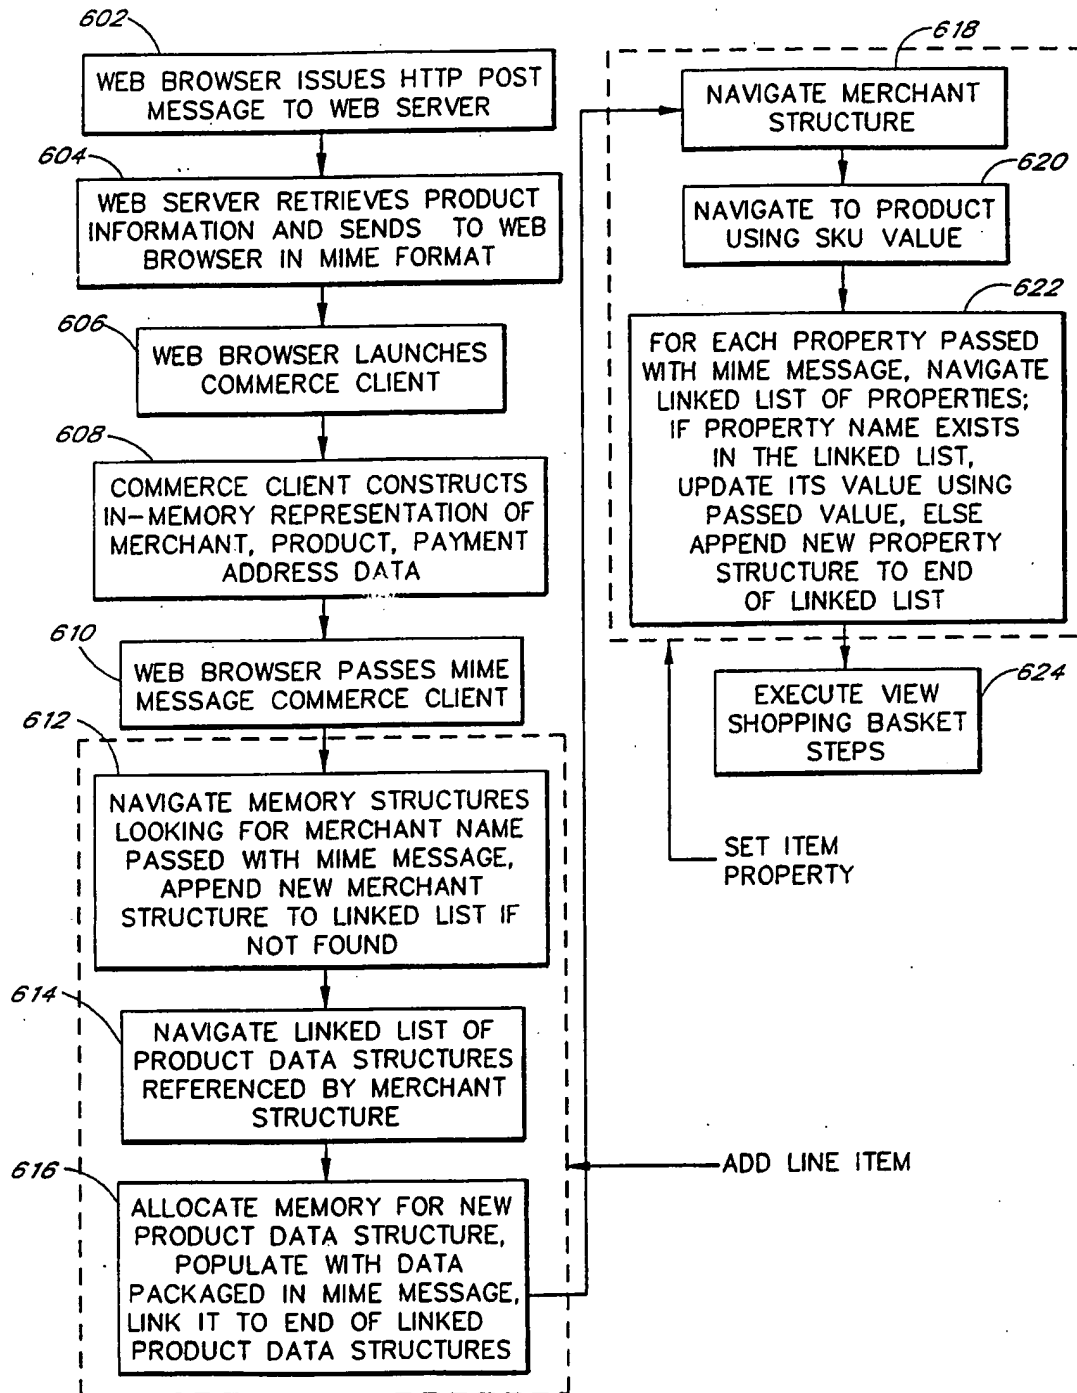 602
WEB BROWSER ISSUES HTTP POST
MESSAGE TO WEB SERVER
604
WEB SERVER RETRIEVES PRODUCT
INFORMATION AND SENDS TO WEB
BROWSER IN MIME FORMAT
606
WEB BROWSER LAUNCHES
COMMERCE CLIENT
608
COMMERCE CLIENT CONSTRUCTS
IN-MEMORY REPRESENTATION OF
MERCHANT, PRODUCT, PAYMENT
ADDRESS DATA
610
WEB BROWSER PASSES MIME
MESSAGE COMMERCE CLIENT
612
NAVIGATE MEMORY STRUCTURES
LOOKING FOR MERCHANT NAME
PASSED WITH MIME MESSAGE,
APPEND NEW MERCHANT
STRUCTURE TO LINKED LIST IF
NOT FOUND
614
NAVIGATE LINKED LIST OF
PRODUCT DATA STRUCTURES
REFERENCED BY MERCHANT
STRUCTURE
616
ALLOCATE MEMORY FOR NEW
PRODUCT DATA STRUCTURE,
POPULATE WITH DATA
PACKAGED IN MIME MESSAGE,
LINK IT TO END OF LINKED
PRODUCT DATA STRUCTURES
ADD LINE ITEM
618
NAVIGATE MERCHANT
STRUCTURE
620
NAVIGATE TO PRODUCT
USING SKU VALUE
622
FOR EACH PROPERTY PASSED
WITH MIME MESSAGE, NAVIGATE
LINKED LIST OF PROPERTIES;
IF PROPERTY NAME EXISTS
IN THE LINKED LIST,
UPDATE ITS VALUE USING
PASSED VALUE, ELSE
APPEND NEW PROPERTY
STRUCTURE TO END
OF LINKED LIST
624
EXECUTE VIEW
SHOPPING BASKET
STEPS
SET ITEM
PROPERTY